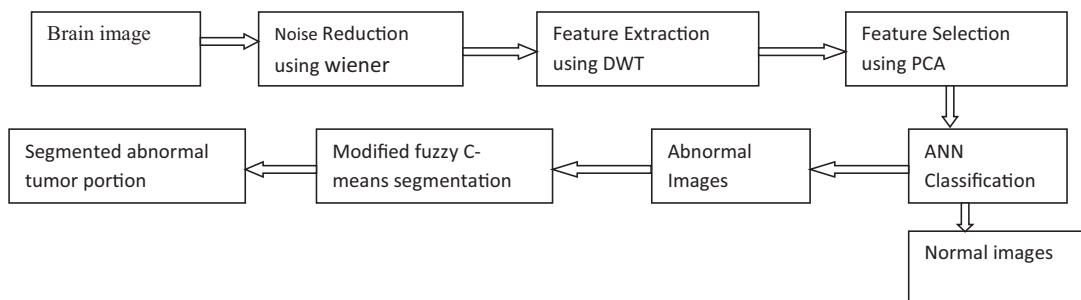 Brain image
Noise Reduction
using wiener
Feature Extraction
using DWT
Feature Selection
using PCA
ANN
Classification
Abnormal
Images
Modified fuzzy C-
means segmentation
Segmented abnormal
tumor portion
Normal images